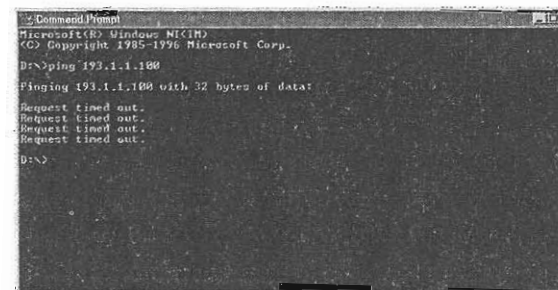 Command Prompt
Microsoft(R) Windows NT(TM)
(C) Copyright 1985-1996 Microsoft Corp.
D:\>ping 193.1.1.100
Pinging 193.1.1.100 with 32 bytes of data:
Request timed out.
Request timed out.
Request timed out.
Request timed out.
D:\>